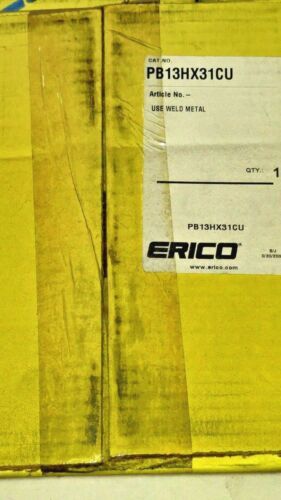 CAT.NO.
PB13HX31CU
Article No.–
USE WELD METAL
QTY.: 1
PB13HX31CU
ERICO®
www.erico.com